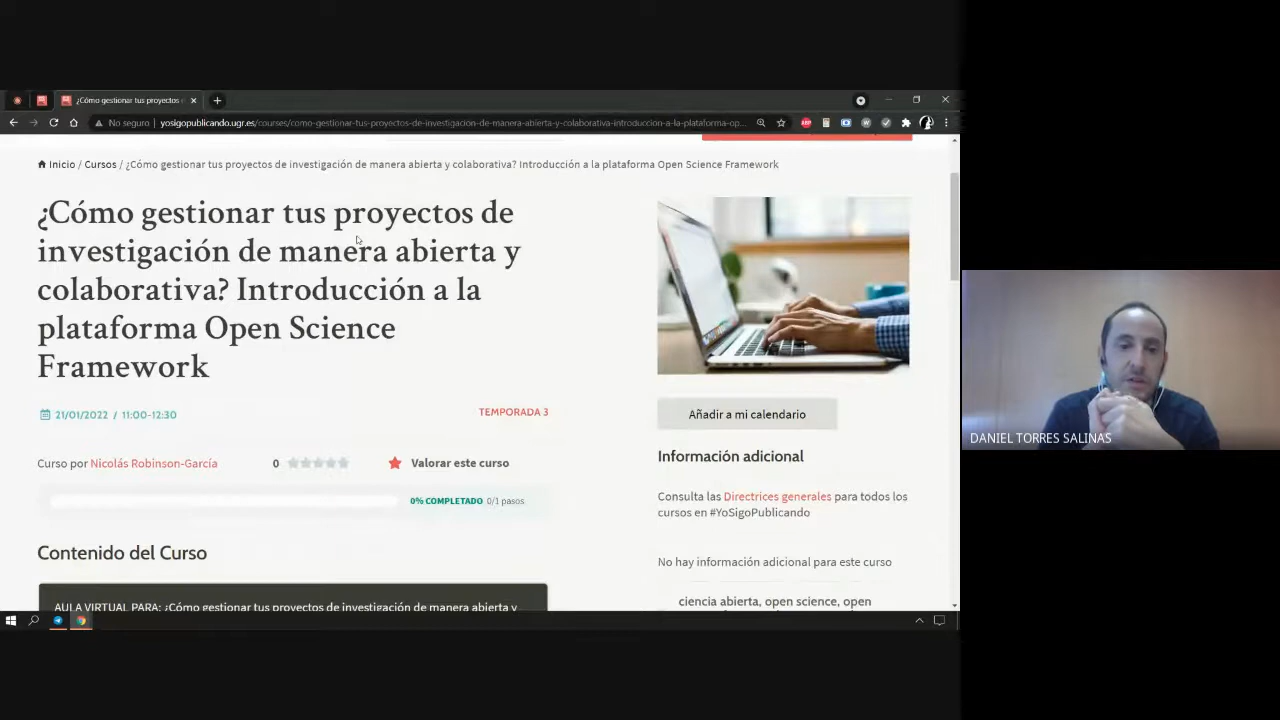 ¿Cómo gestionar tus proyectos
No seguro yosigopublicando.ugr.es/courses/como-gestionar-tus-proyectos-de-investigacion-de-manera-abierta-y-colaborativa-introduccion-a-la-plataforma-op...
Inicio / Cursos / ¿Cómo gestionar tus proyectos de investigación de manera abierta y colaborativa? Introducción a la plataforma Open Science Framework
¿Cómo gestionar tus proyectos de
investigación de manera abierta y
colaborativa? Introducción a la
plataforma Open Science
Framework
21/01/2022 / 11:00-12:30
TEMPORADA 3
Curso por Nicolás Robinson-García
0
Valorar este curso
0% COMPLETADO 0/1 pasos
Contenido del Curso
AULA VIRTUAL PARA: ¿Cómo gestionar tus proyectos de investigación de manera abierta y
Añadir a mi calendario
Información adicional
Consulta las Directrices generales para todos los
cursos en #YoSigoPublicando
No hay información adicional para este curso
ciencia abierta, open science, open
DANIEL TORRES SALINAS